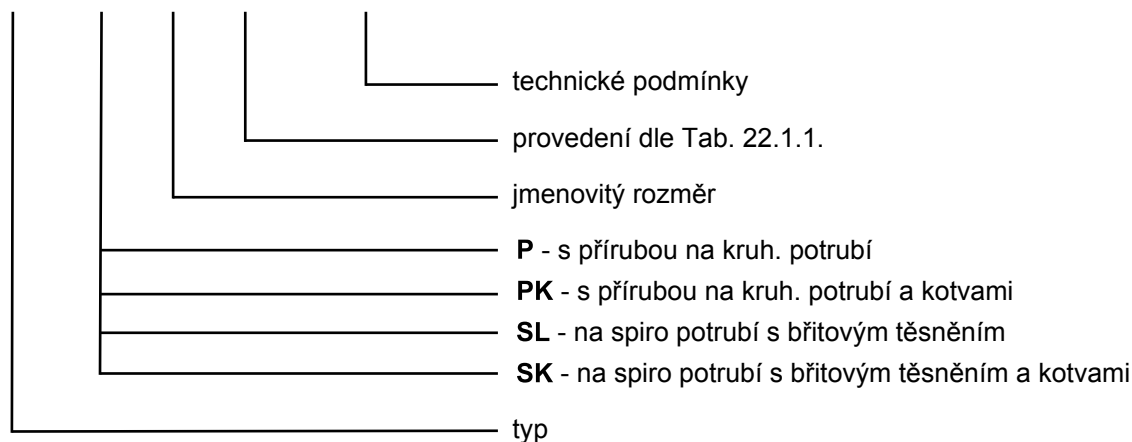 technické podmínky
provedení dle Tab. 22.1.1.
jmenovitý rozměr
P - s přírubou na kruh. potrubí
PK - s přírubou na kruh. potrubí a kotvami
SL - na spiro potrubí s břitovým těsněním
SK - na spiro potrubí s břitovým těsněním a kotvami
typ